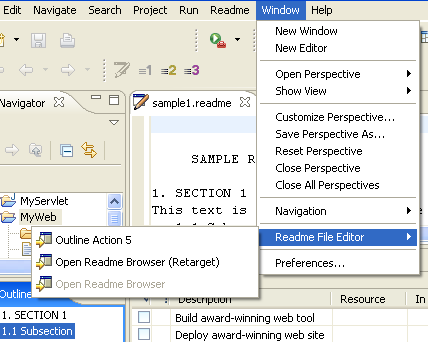 Edit Navigate Search Project Run Readme Window
New Window
New Editor
Open Perspective
Show View
Customize Perspective...
Save Perspective As...
Reset Perspective
Close Perspective
Close All Perspectives
Navigation
Readme File Editor
Preferences...
1 2 3
Navigator
sample1.readme
SAMPLE R
1. SECTION 1
This text is
MyServlet
MyWeb
Outline Action 5
Open Readme Browser (Retarget)
Open Readme Browser
Outline
1. SECTION 1
1.1 Subsection
! Description Resource In
Build award-winning web tool
Deploy award-winning web site